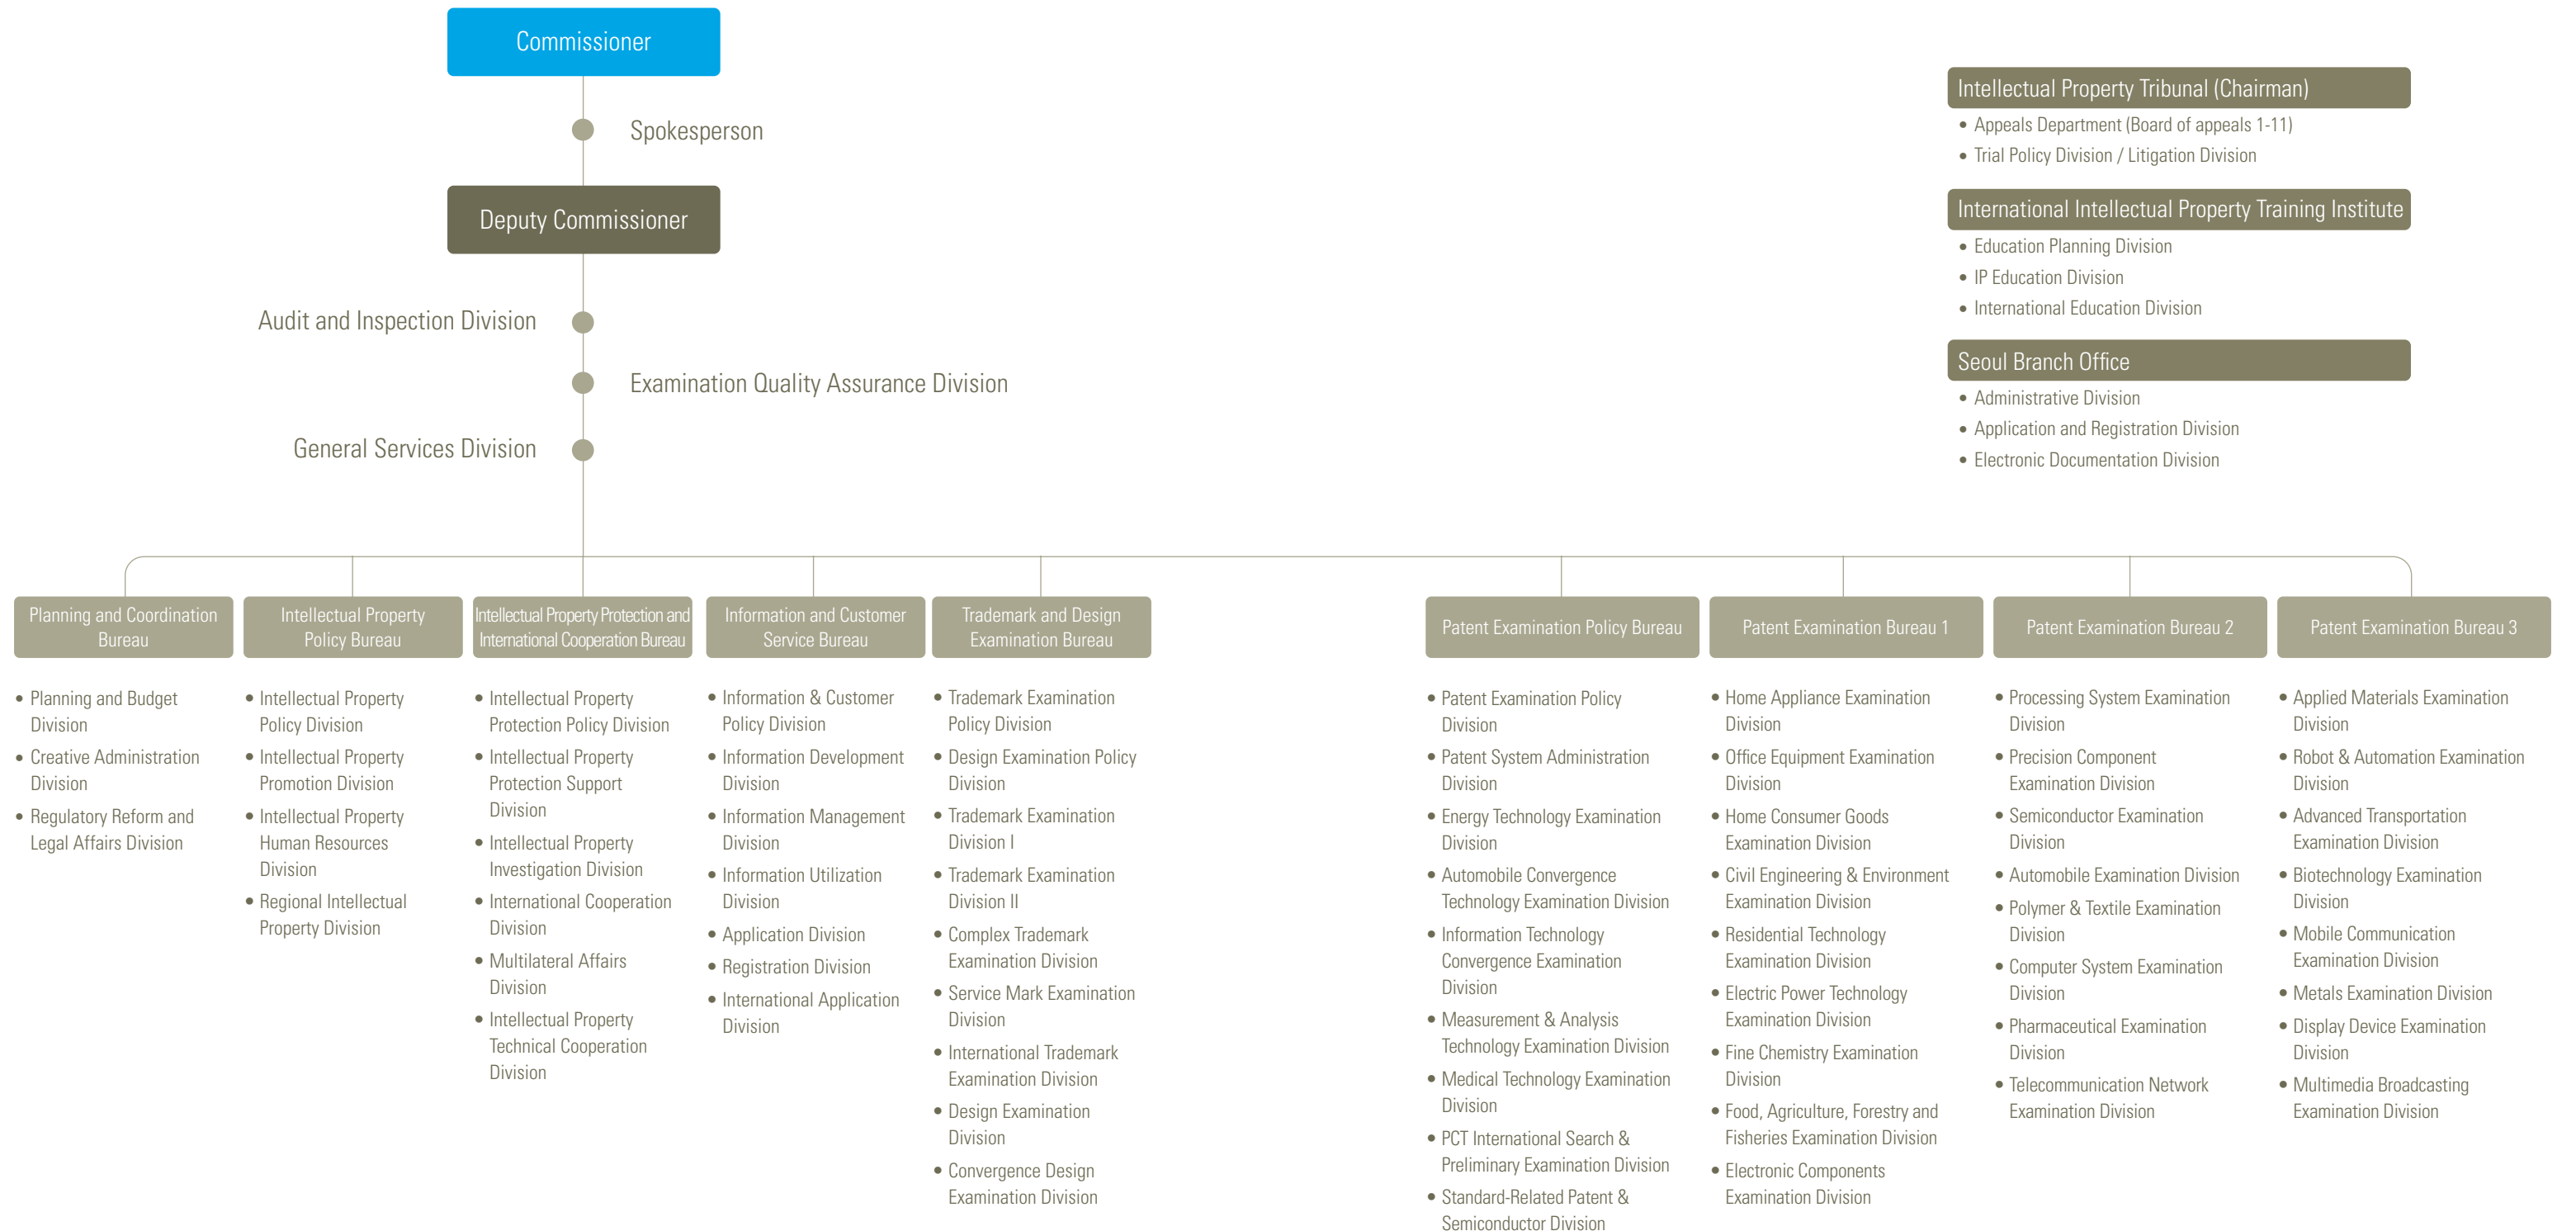 Commissioner
Spokesperson
Deputy Commissioner
Audit and Inspection Division
Examination Quality Assurance Division
General Services Division
Intellectual Property Tribunal (Chairman)
• Appeals Department (Board of appeals 1-11)
• Trial Policy Division / Litigation Division
International Intellectual Property Training Institute
• Education Planning Division
• IP Education Division
• International Education Division
Seoul Branch Office
• Administrative Division
• Application and Registration Division
• Electronic Documentation Division
Planning and Coordination
Bureau
• Planning and Budget
Division
• Creative Administration
Division
• Regulatory Reform and
Legal Affairs Division
Intellectual Property
Policy Bureau
• Intellectual Property
Policy Division
• Intellectual Property
Promotion Division
• Intellectual Property
Human Resources
Division
• Regional Intellectual
Property Division
Intellectual Property Protection and
International Cooperation Bureau
• Intellectual Property
Protection Policy Division
• Intellectual Property
Protection Support
Division
• Intellectual Property
Investigation Division
• International Cooperation
Division
• Multilateral Affairs
Division
• Intellectual Property
Technical Cooperation
Division
Information and Customer
Service Bureau
• Information & Customer
Policy Division
• Information Development
Division
• Information Management
Division
• Information Utilization
Division
• Application Division
• Registration Division
• International Application
Division
Trademark and Design
Examination Bureau
• Trademark Examination
Policy Division
• Design Examination Policy
Division
• Trademark Examination
Division I
• Trademark Examination
Division II
• Complex Trademark
Examination Division
• Service Mark Examination
Division
• International Trademark
Examination Division
• Design Examination
Division
• Convergence Design
Examination Division
Patent Examination Policy Bureau
• Patent Examination Policy
Division
• Patent System Administration
Division
• Energy Technology Examination
Division
• Automobile Convergence
Technology Examination Division
• Information Technology
Convergence Examination
Division
• Measurement & Analysis
Technology Examination Division
• Medical Technology Examination
Division
• PCT International Search &
Preliminary Examination Division
• Standard-Related Patent &
Semiconductor Division
Patent Examination Bureau 1
• Home Appliance Examination
Division
• Office Equipment Examination
Division
• Home Consumer Goods
Examination Division
• Civil Engineering & Environment
Examination Division
• Residential Technology
Examination Division
• Electric Power Technology
Examination Division
• Fine Chemistry Examination
Division
• Food, Agriculture, Forestry and
Fisheries Examination Division
• Electronic Components
Examination Division
Patent Examination Bureau 2
• Processing System Examination
Division
• Precision Component
Examination Division
• Semiconductor Examination
Division
• Automobile Examination Division
• Polymer & Textile Examination
Division
• Computer System Examination
Division
• Pharmaceutical Examination
Division
• Telecommunication Network
Examination Division
Patent Examination Bureau 3
• Applied Materials Examination
Division
• Robot & Automation Examination
Division
• Advanced Transportation
Examination Division
• Biotechnology Examination
Division
• Mobile Communication
Examination Division
• Metals Examination Division
• Display Device Examination
Division
• Multimedia Broadcasting
Examination Division